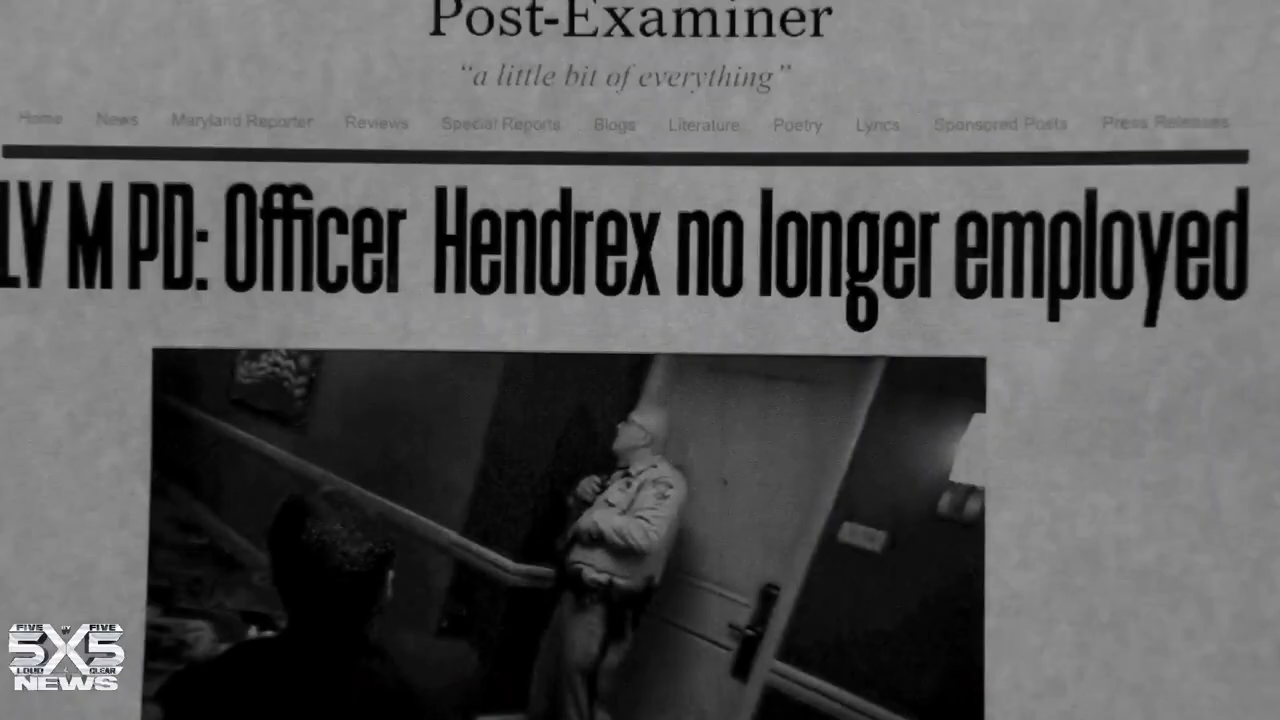 Post-Examiner
“a little bit of everything”
Home News Maryland Reporter Reviews Special Reports Blogs Literature Poetry Lyrics Sponsored Posts Press Releases
LV M PD: Officer Hendrex no longer employed
FIVE BY FIVE
5X5
LOUD & CLEAR
NEWS